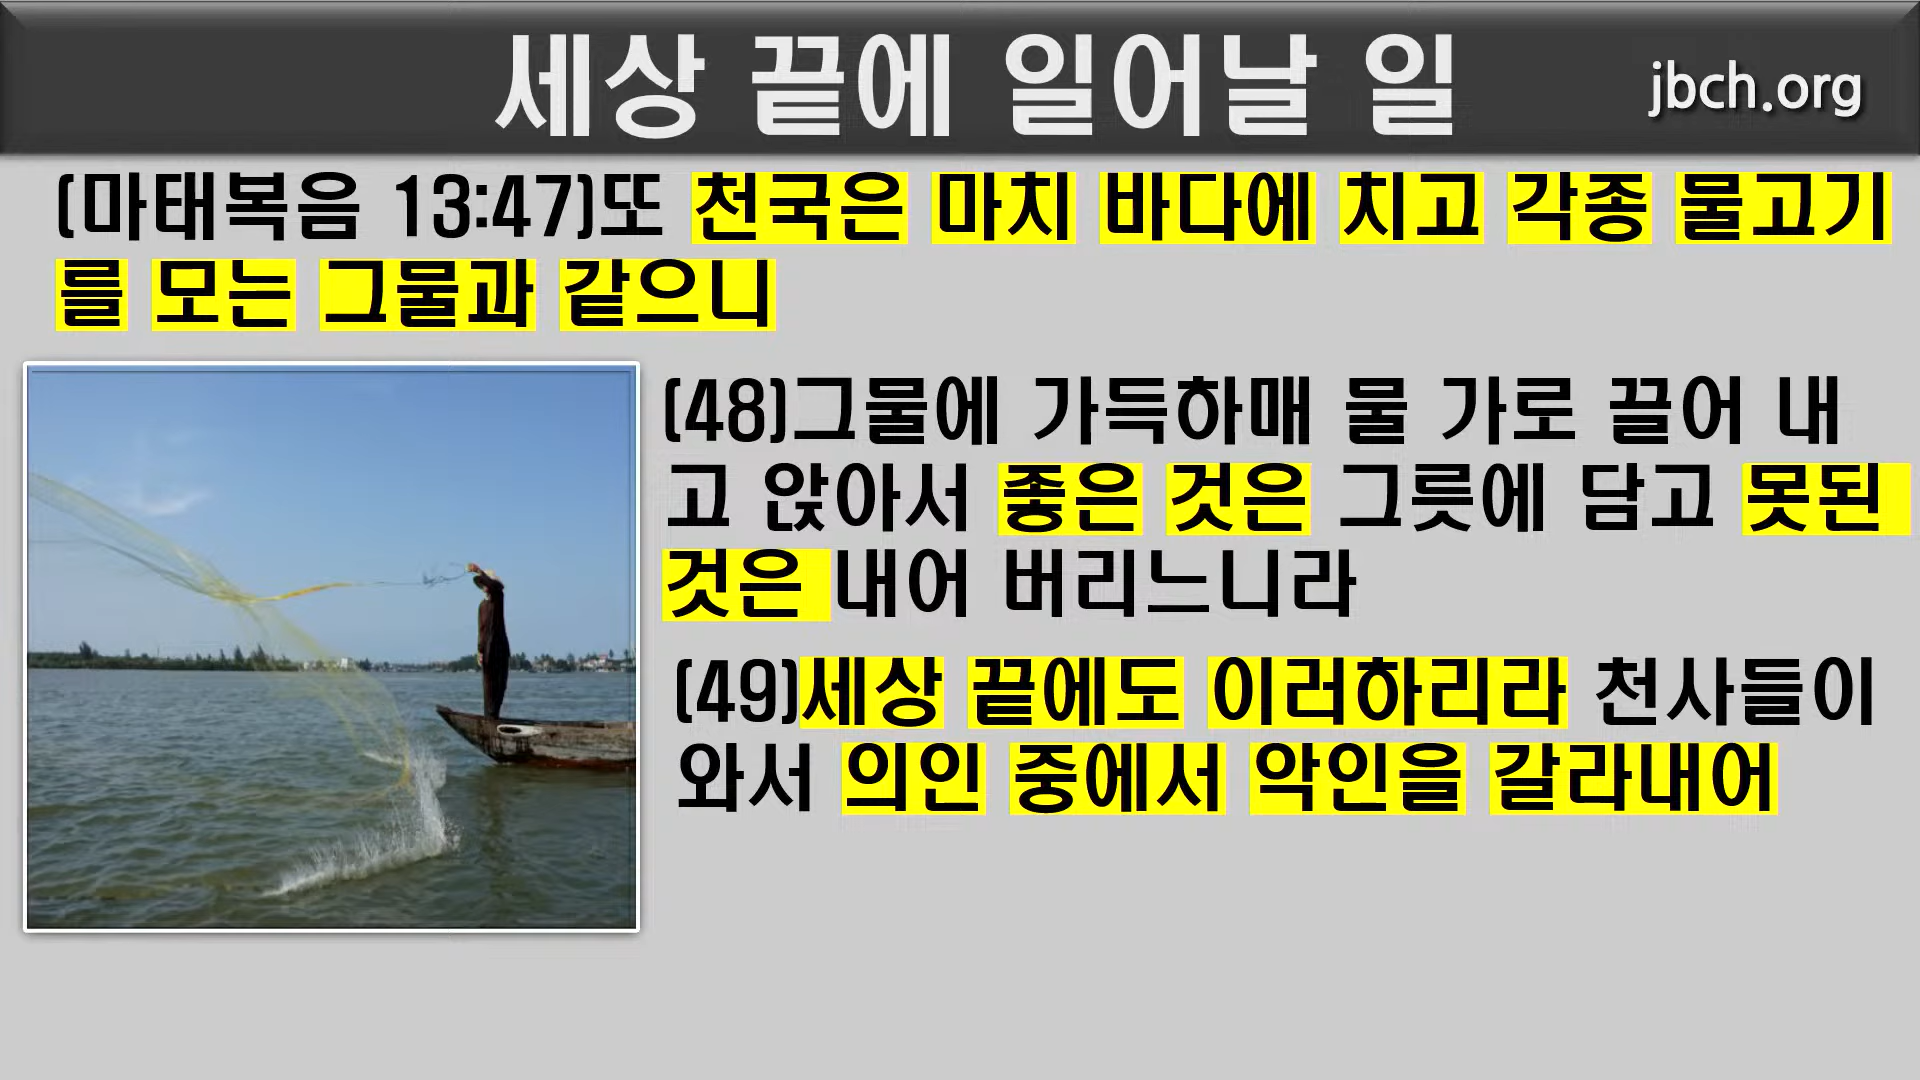 세상 끝에 일어날 일
jbch.org
(마태복음 13:47)또 천국은 마치 바다에 치고 각종 물고기
를 모는 그물과 같으니
(48)그물에 가득하매 물 가로 끌어 내
고 앉아서 좋은 것은 그릇에 담고 못된
것은 내어 버리느니라
(49)세상 끝에도 이러하리라 천사들이
와서 의인 중에서 악인을 갈라내어